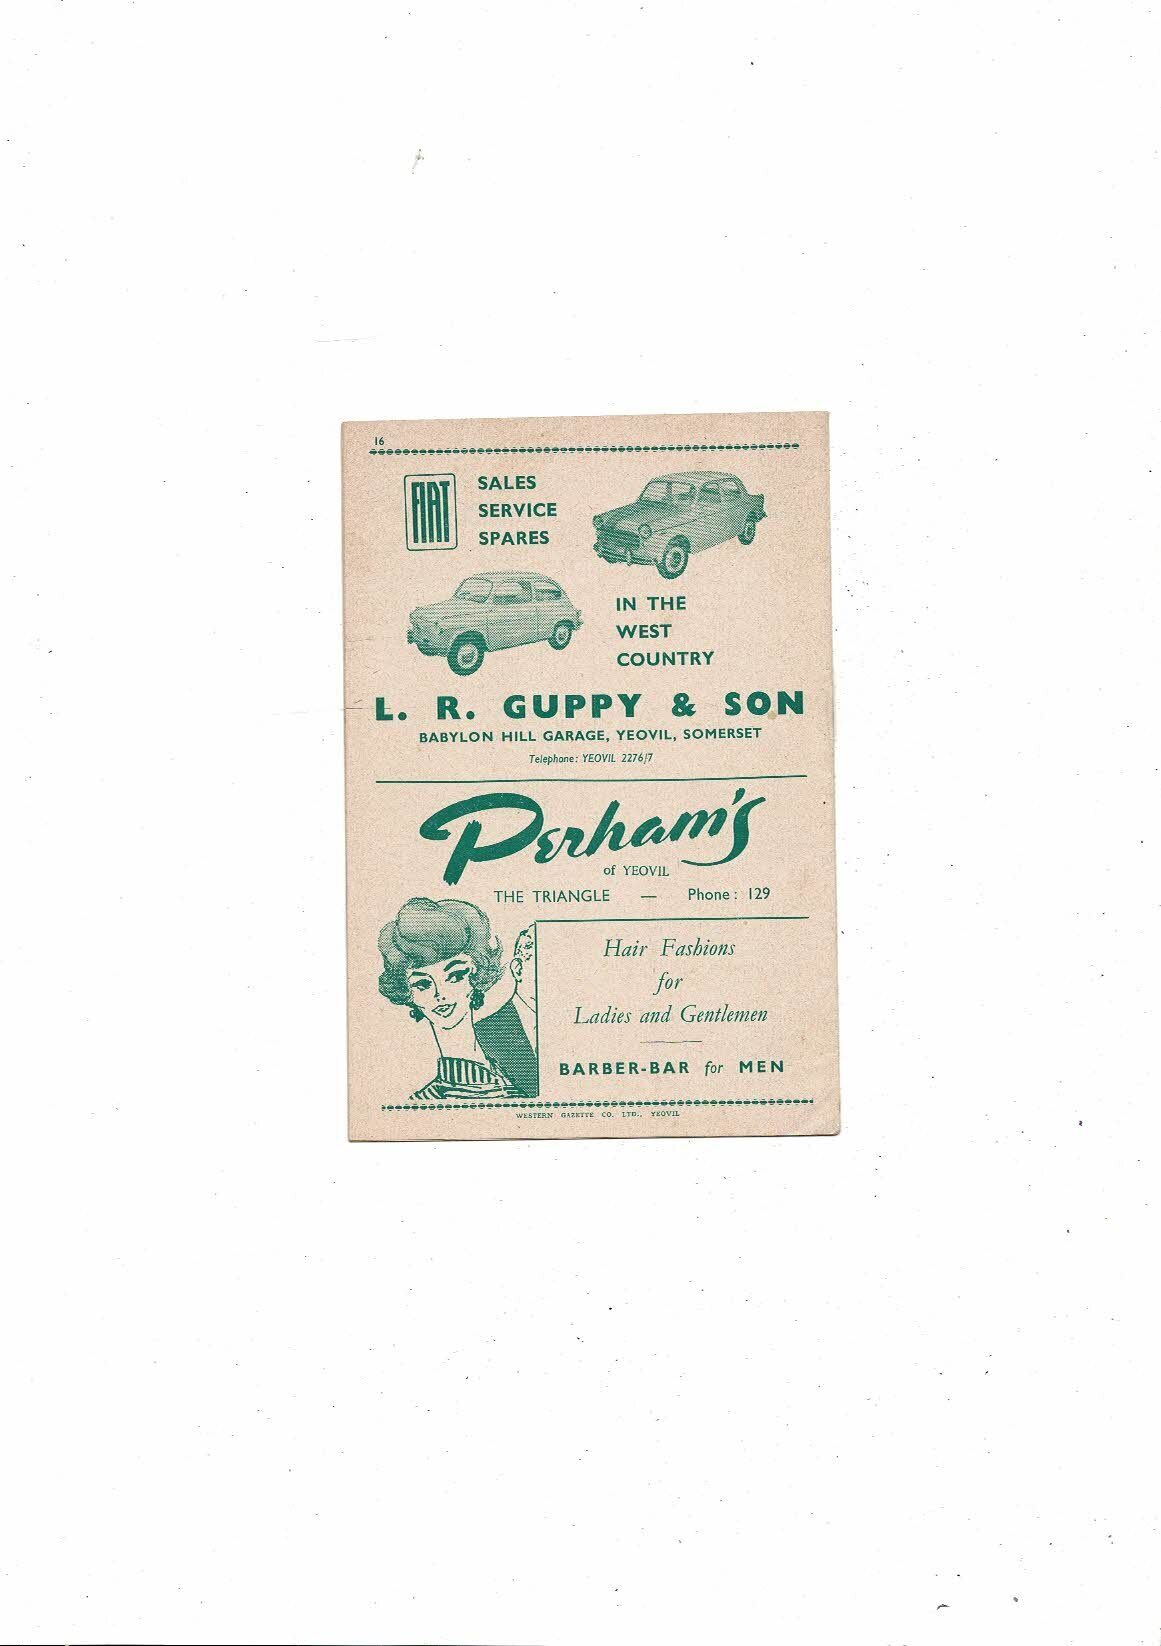 16
FIAT
SALES
SERVICE
SPARES
IN THE
WEST
COUNTRY
L. R. GUPPY & SON
BABYLON HILL GARAGE, YEOVIL, SOMERSET
Telephone: YEOVIL 2276/7
Perham's
of YEOVIL
THE TRIANGLE — Phone: 129
Hair Fashions
for
Ladies and Gentlemen
BARBER-BAR for MEN
WESTERN GAZETTE CO. LTD., YEOVIL